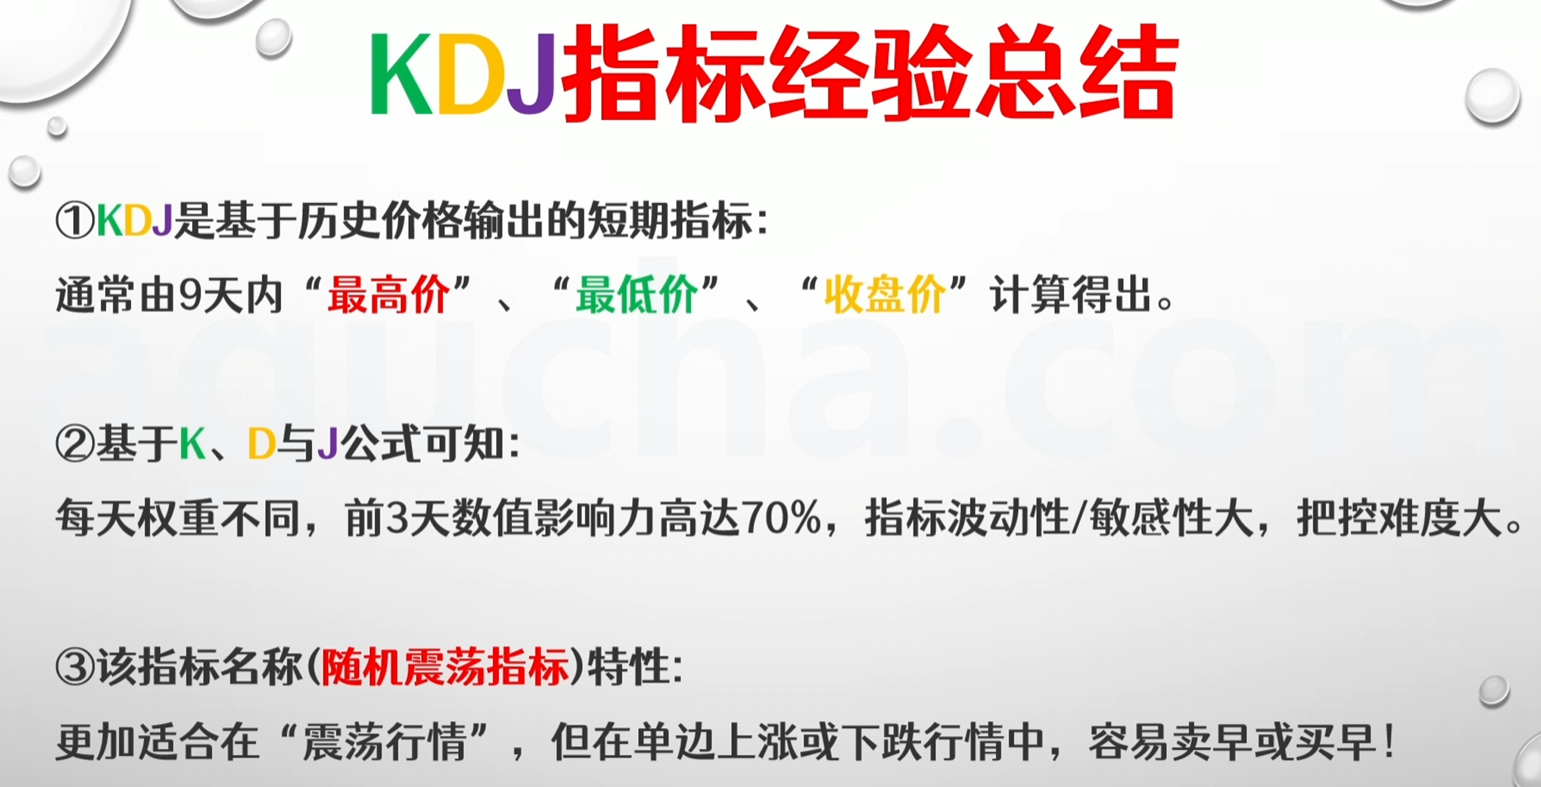 KDJ指标经验总结
①KDJ是基于历史价格输出的短期指标:
通常由9天内“最高价”、“最低价”、“收盘价”计算得出。
②基于K、D与J公式可知:
每天权重不同，前3天数值影响力高达70%，指标波动性/敏感性大，把控难度大。
③该指标名称(随机震荡指标)特性:
更加适合在“震荡行情”，但在单边上涨或下跌行情中，容易卖早或买早!
agucha.com